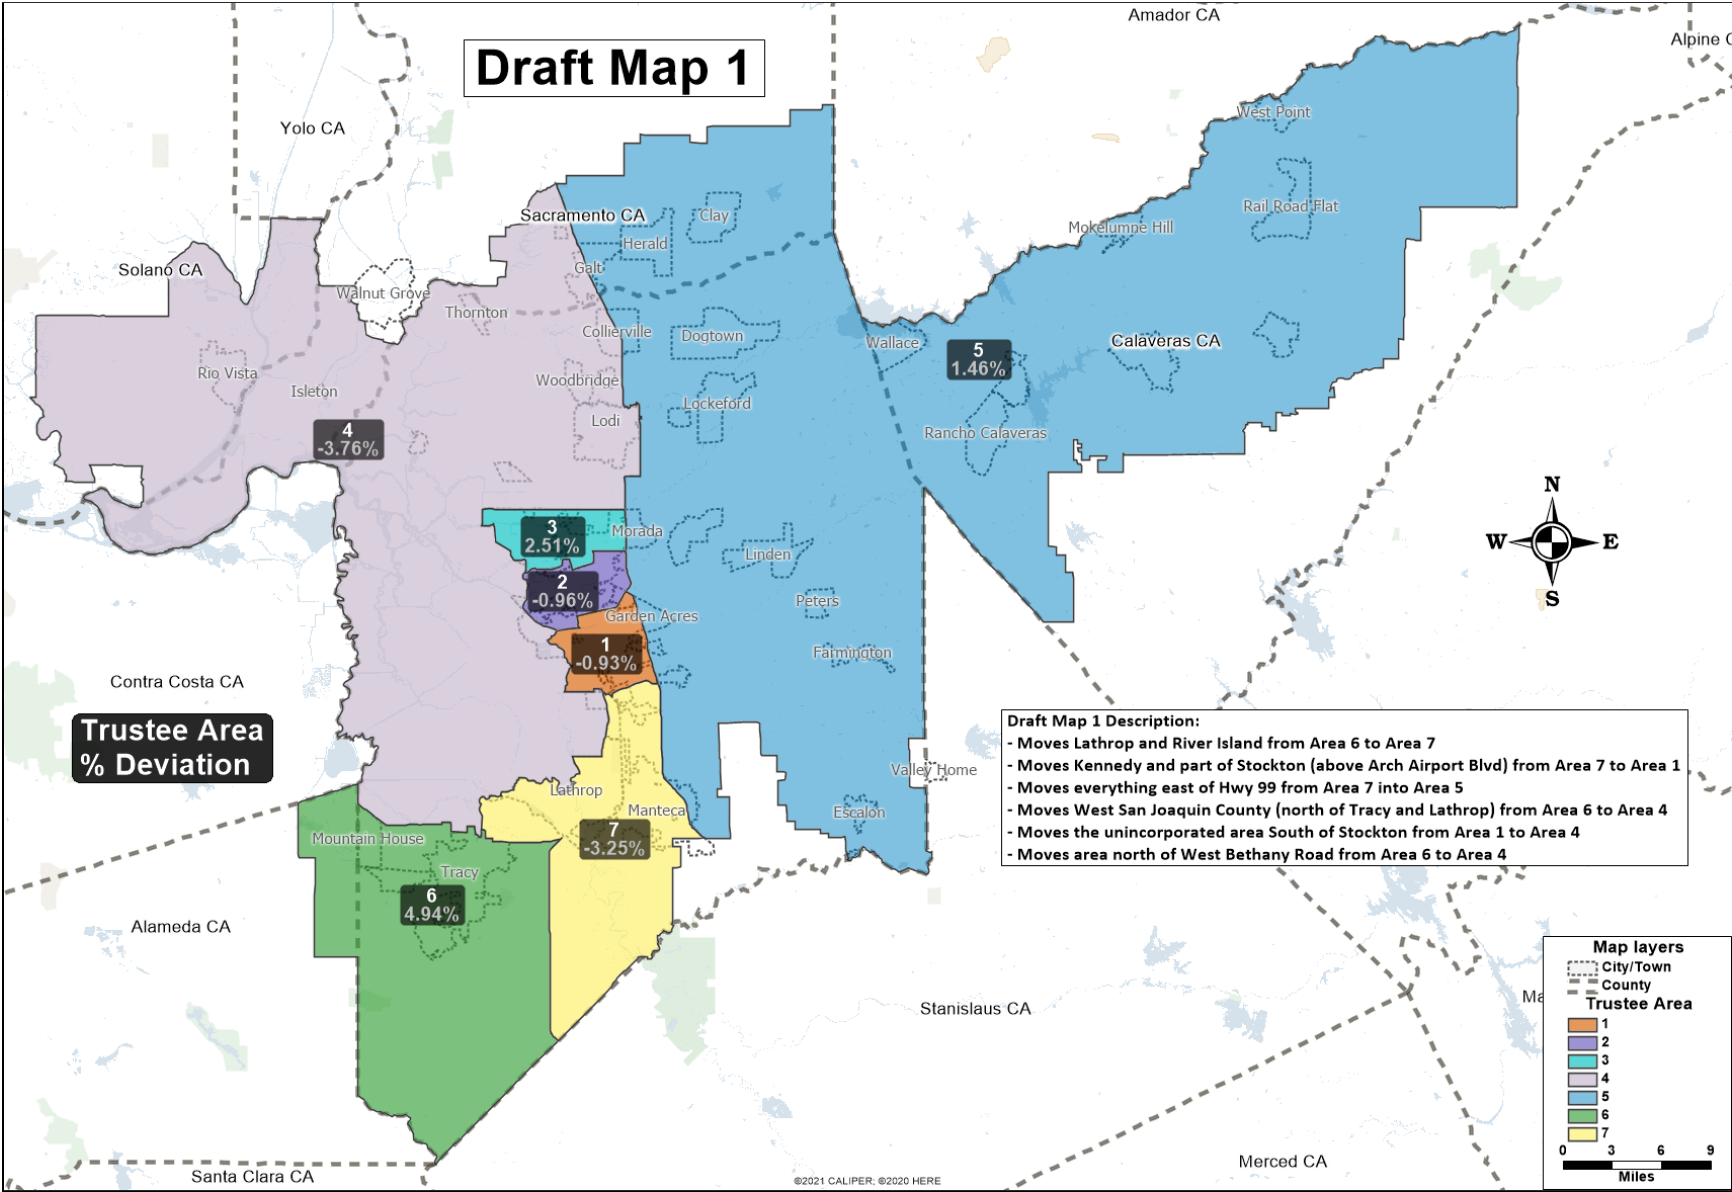 Amador CA
Alpine C
Draft Map 1
Yolo CA
West Point
Sacramento CA
Clay
Rail Road Flat
Mokelumne Hill
Herald
Galt
Solano CA
Walnut Grove
Thornton
Collierville
Dogtown
Wallace
Calaveras CA
5
1.46%
Rio Vista
Isleton
Woodbridge
Lockeford
Lodi
Rancho Calaveras
4
-3.76%
N
W E
S
3
2.51%
Morada
Linden
2
-0.96%
Peters
Garden Acres
1
-0.93%
Farmington
Contra Costa CA
Trustee Area
% Deviation
Draft Map 1 Description:
- Moves Lathrop and River Island from Area 6 to Area 7
- Moves Kennedy and part of Stockton (above Arch Airport Blvd) from Area 7 to Area 1
- Moves everything east of Hwy 99 from Area 7 into Area 5
- Moves West San Joaquin County (north of Tracy and Lathrop) from Area 6 to Area 4
- Moves the unincorporated area South of Stockton from Area 1 to Area 4
- Moves area north of West Bethany Road from Area 6 to Area 4
Valley Home
Lathrop
Manteca
Escalon
7
-3.25%
Mountain House
Tracy
6
4.94%
Alameda CA
Stanislaus CA
Ma
Map layers
City/Town
County
Trustee Area
1
2
3
4
5
6
7
0 3 6 9
Miles
Merced CA
Santa Clara CA
©2021 CALIPER; ©2020 HERE